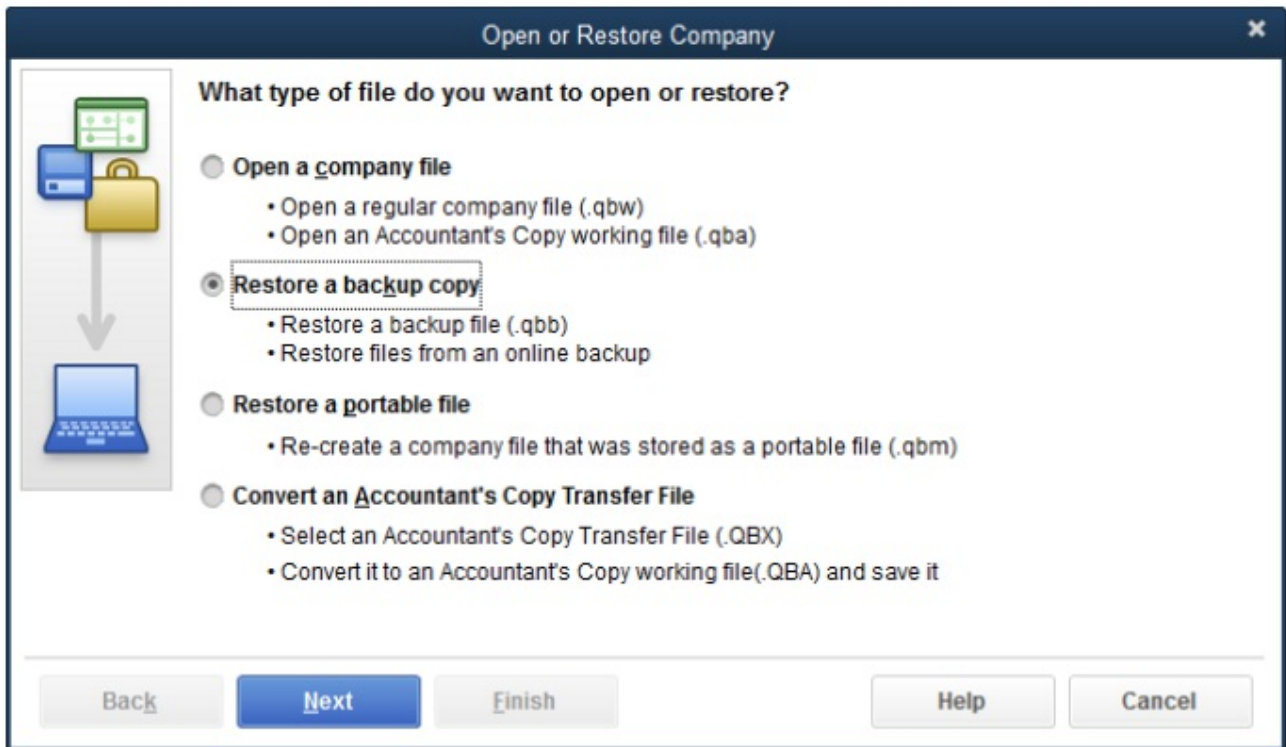 Open or Restore Company
What type of file do you want to open or restore?
Open a company file
• Open a regular company file (.qbw)
• Open an Accountant's Copy working file (.qba)
Restore a backup copy
• Restore a backup file (.qbb)
• Restore files from an online backup
Restore a portable file
• Re-create a company file that was stored as a portable file (.qbm)
Convert an Accountant's Copy Transfer File
• Select an Accountant's Copy Transfer File (.QBX)
• Convert it to an Accountant's Copy working file(.QBA) and save it
Back Next Finish Help Cancel